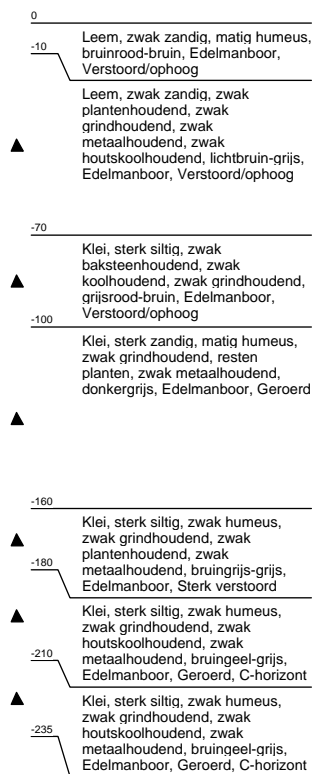 0
Leem, zwak zandig, matig humeus,
bruinrood-bruin, Edelmanboor,
Verstoord/ophoog
-10
Leem, zwak zandig, zwak
plantenhoudend, zwak
grindhoudend, zwak
metaalhoudend, zwak
houtskoolhoudend, lichtbruin-grijs,
Edelmanboor, Verstoord/ophoog
-70
Klei, sterk siltig, zwak
baksteenhoudend, zwak
koolhoudend, zwak grindhoudend,
grijsrood-bruin, Edelmanboor,
Verstoord/ophoog
-100
Klei, sterk zandig, matig humeus,
zwak grindhoudend, resten
planten, zwak metaalhoudend,
donkergrijs, Edelmanboor, Geroerd
-160
Klei, sterk siltig, zwak humeus,
zwak grindhoudend, zwak
plantenhoudend, zwak
metaalhoudend, bruingrijs-grijs,
Edelmanboor, Sterk verstoord
-180
Klei, sterk siltig, zwak humeus,
zwak grindhoudend, zwak
houtskoolhoudend, zwak
metaalhoudend, bruingeel-grijs,
Edelmanboor, Geroerd, C-horizont
-210
Klei, sterk siltig, zwak humeus,
zwak grindhoudend, zwak
houtskoolhoudend, zwak
metaalhoudend, bruingeel-grijs,
Edelmanboor, Geroerd, C-horizont
-235